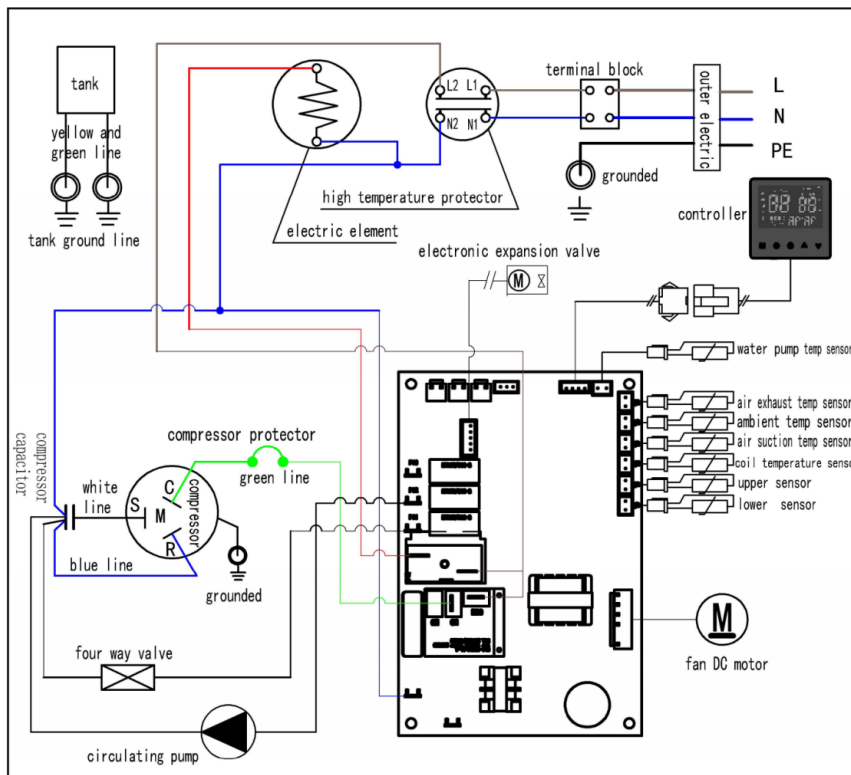 tank
yellow and
green line
tank ground line
L2 L1
N2 N1
high temperature protector
electric element
terminal block
outer electric
L
N
PE
grounded
controller
electronic expansion valve
M
water pump temp sensor
air exhaust temp sensor
ambient temp sensor
air suction temp sensor
coil temperature senso
upper sensor
lower sensor
compressor protector
green line
compressor
capacitor
white
line
S
C
M
R
compressor
blue line
grounded
four way valve
circulating pump
M
fan DC motor